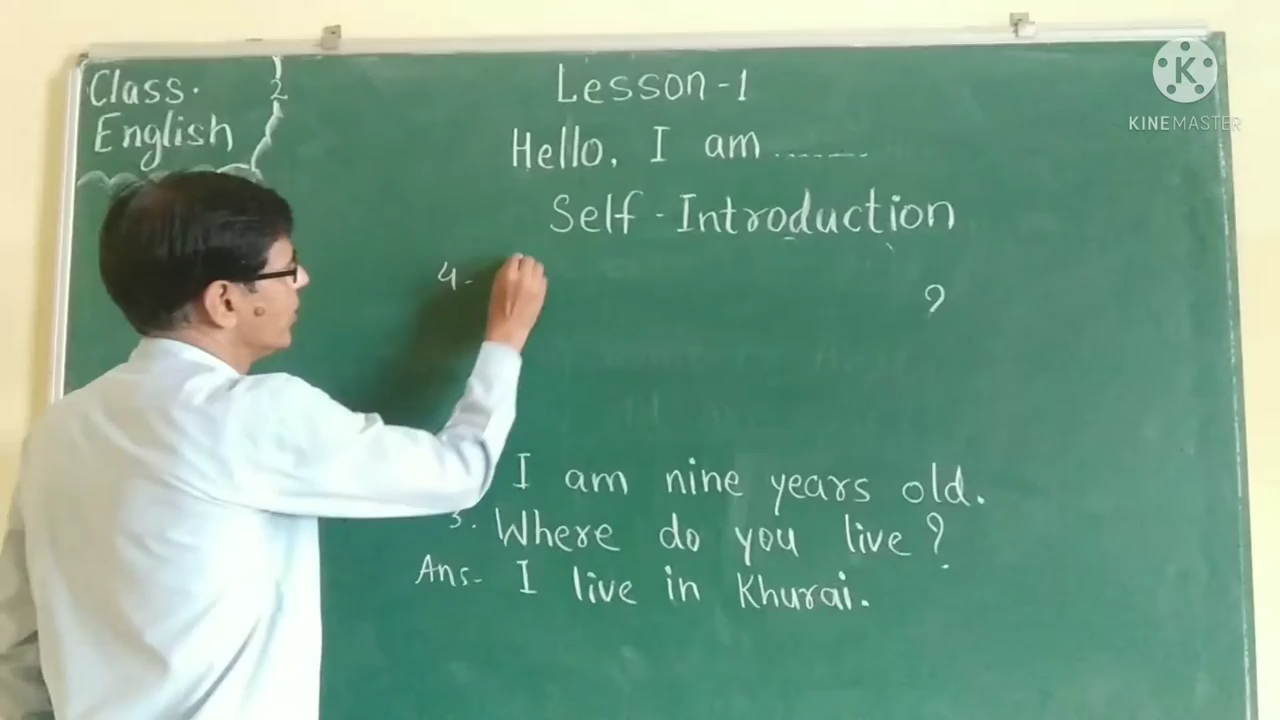 Class. 2
English
Lesson-1
Hello, I am.......
Self-Introduction
4- ?
I am nine years old.
3. Where do you live?
Ans- I live in Khurai.
K
KINEMASTER